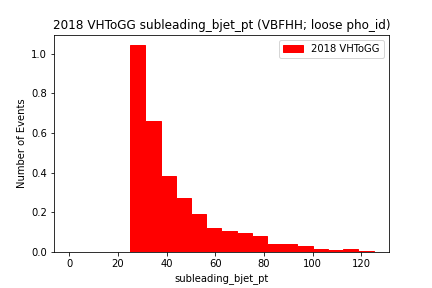 2018 VHToGG subleading_bjet_pt (VBFHH; loose pho_id)
2018 VHToGG
Number of Events
1.0
0.8
0.6
0.4
0.2
0.0
0 20 40 60 80 100 120
subleading_bjet_pt